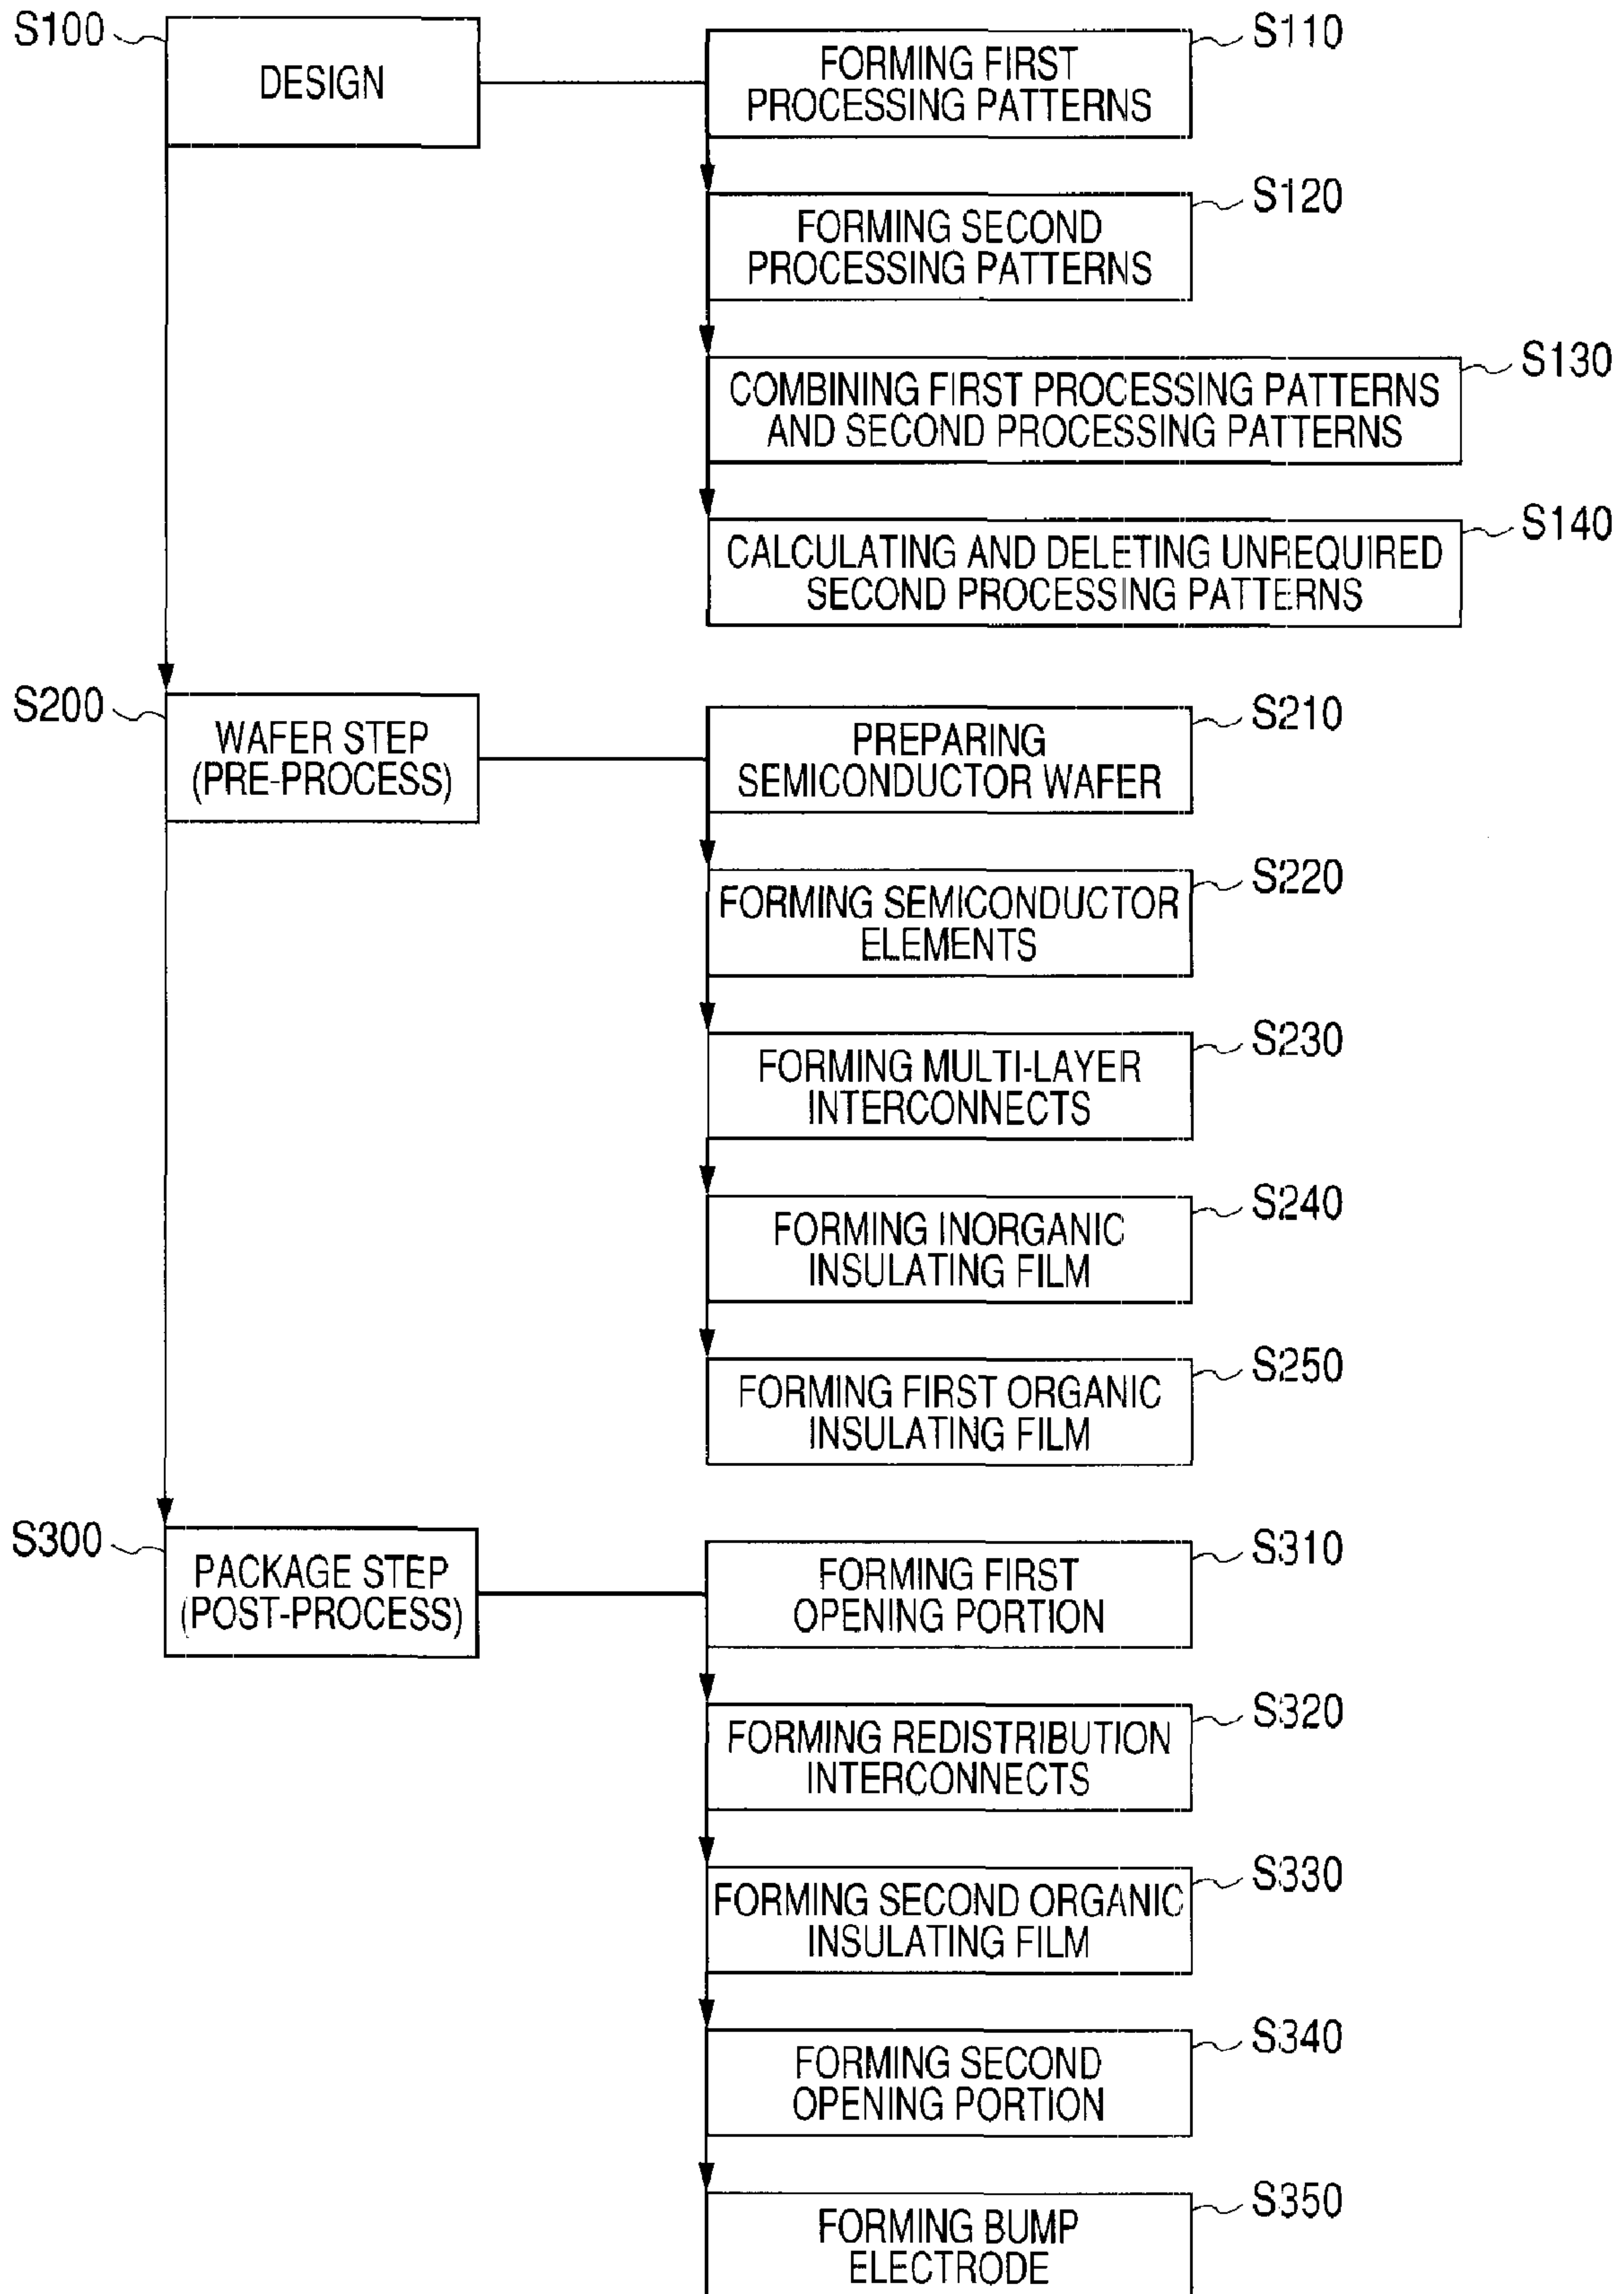 S100
DESIGN
S110
FORMING FIRST
PROCESSING PATTERNS
S120
FORMING SECOND
PROCESSING PATTERNS
S130
COMBINING FIRST PROCESSING PATTERNS
AND SECOND PROCESSING PATTERNS
S140
CALCULATING AND DELETING UNREQUIRED
SECOND PROCESSING PATTERNS
S200
WAFER STEP
(PRE-PROCESS)
S210
PREPARING
SEMICONDUCTOR WAFER
S220
FORMING SEMICONDUCTOR
ELEMENTS
S230
FORMING MULTI-LAYER
INTERCONNECTS
S240
FORMING INORGANIC
INSULATING FILM
S250
FORMING FIRST ORGANIC
INSULATING FILM
S300
PACKAGE STEP
(POST-PROCESS)
S310
FORMING FIRST
OPENING PORTION
S320
FORMING REDISTRIBUTION
INTERCONNECTS
S330
FORMING SECOND ORGANIC
INSULATING FILM
S340
FORMING SECOND
OPENING PORTION
S350
FORMING BUMP
ELECTRODE